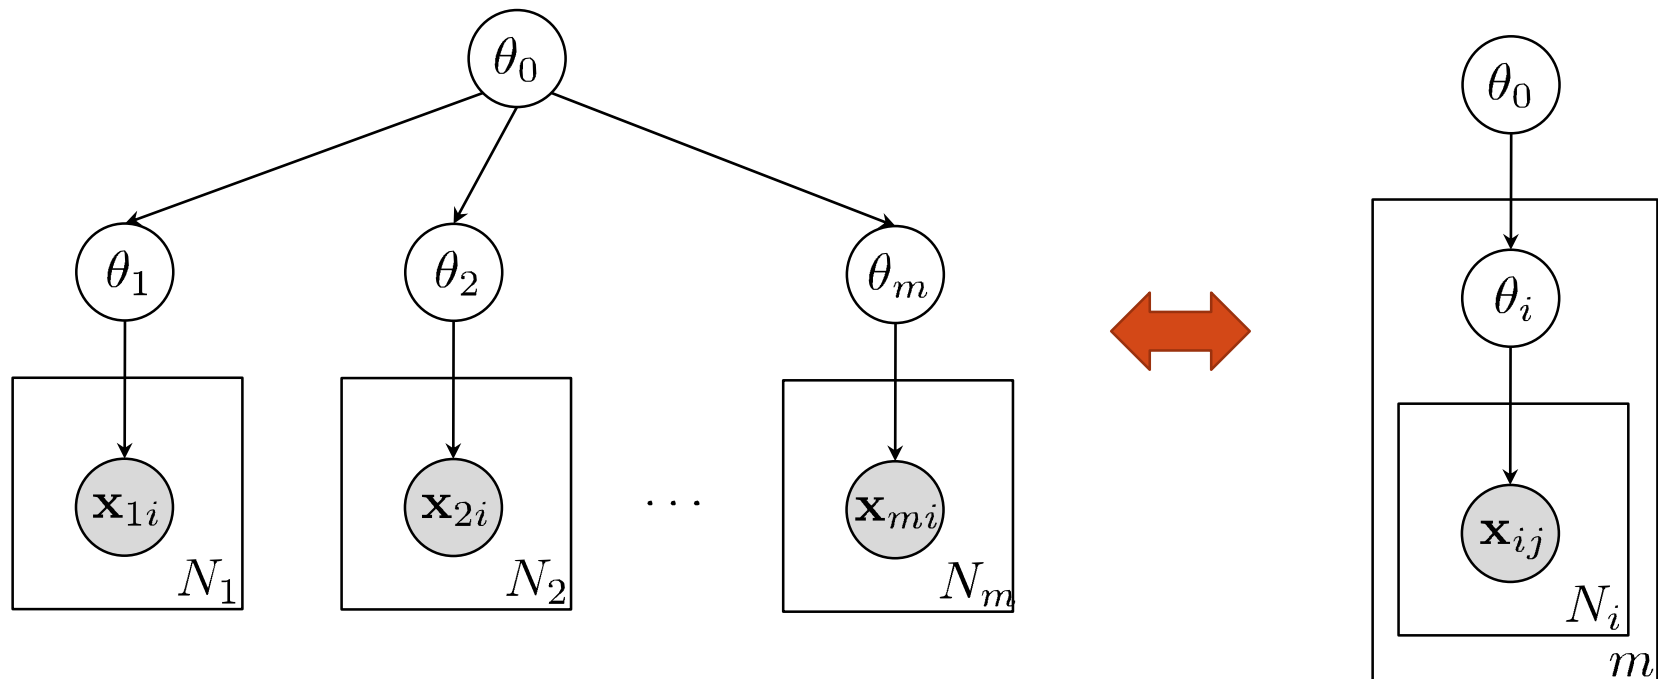 θ₀
θ₀
θ₁ θ₂ θₘ
θᵢ
𝐱₁ᵢ 𝐱₂ᵢ ⋯ 𝐱ₘᵢ
𝐱ᵢⱼ
N₁ N₂ Nₘ
Nᵢ
m